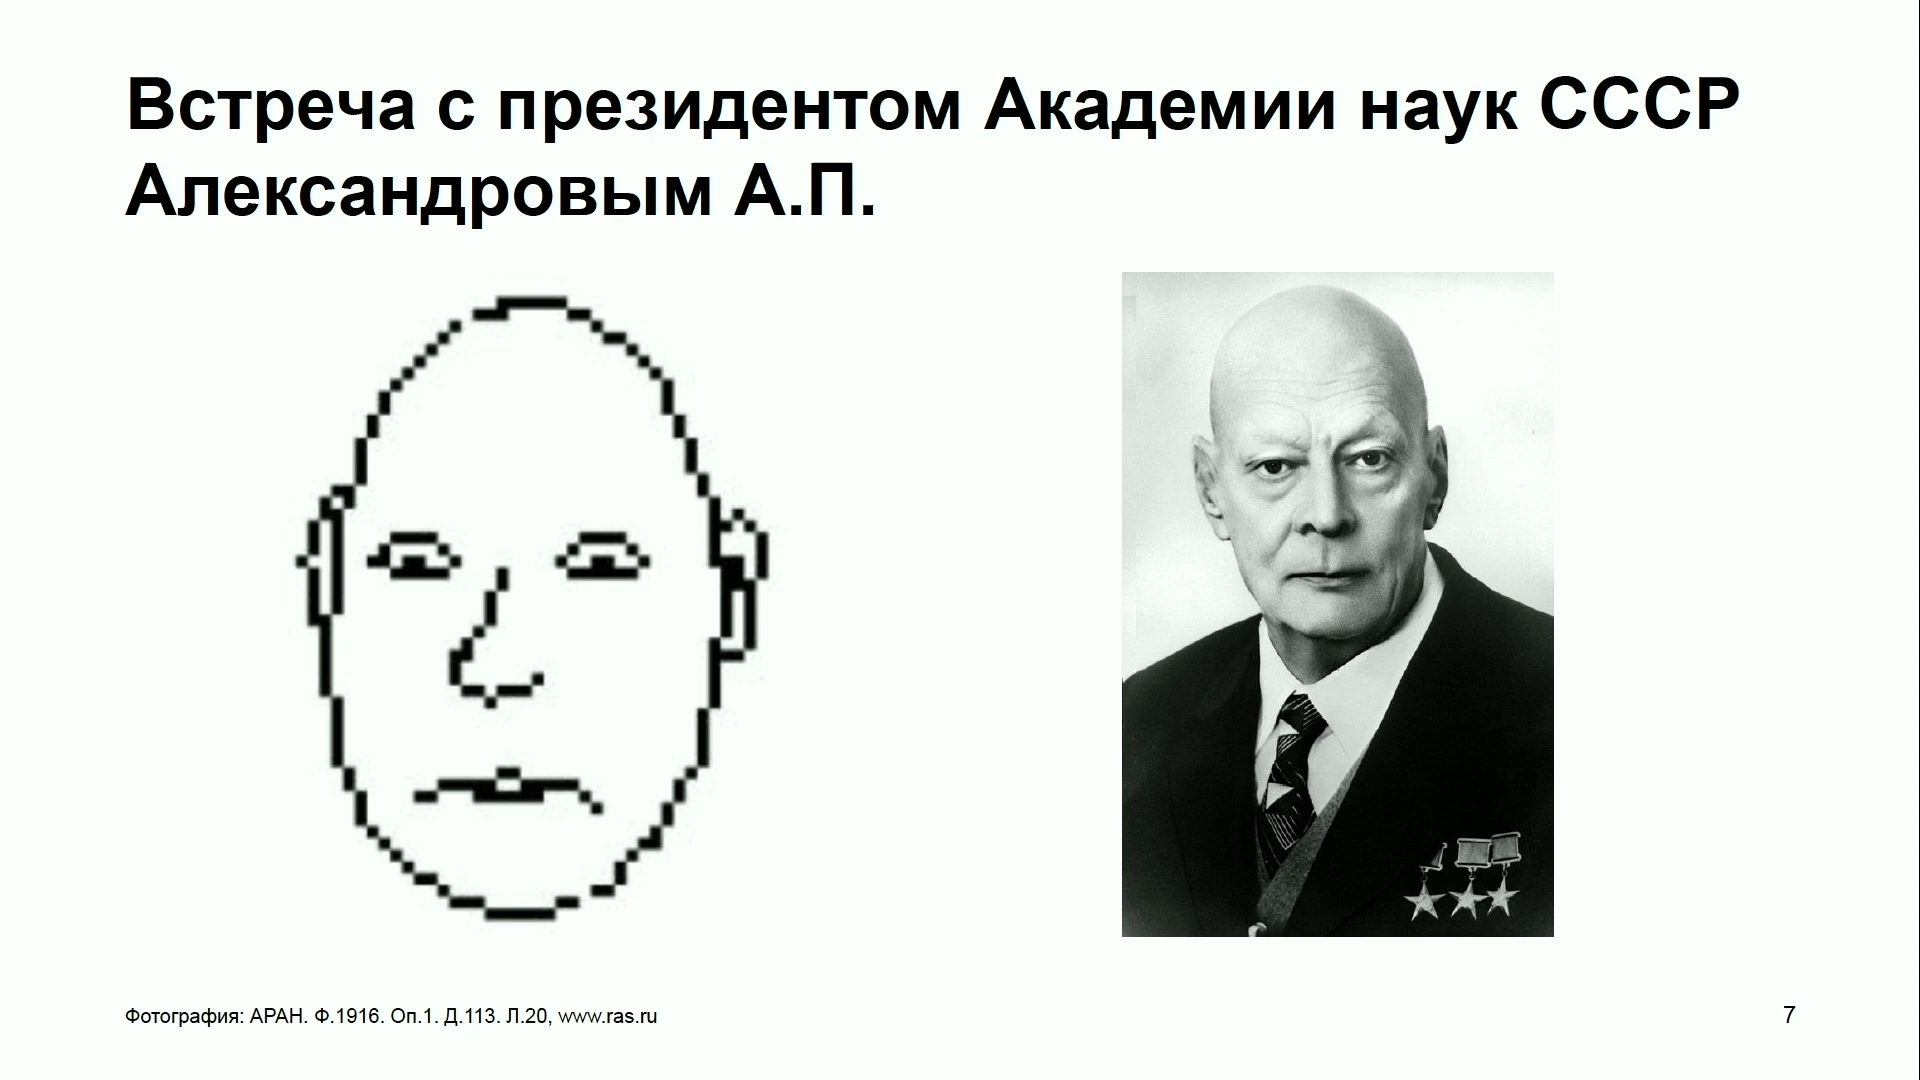 Встреча с президентом Академии наук СССР
Александровым А.П.
Фотография: АРАН. Ф.1916. Оп.1. Д.113. Л.20, www.ras.ru
7